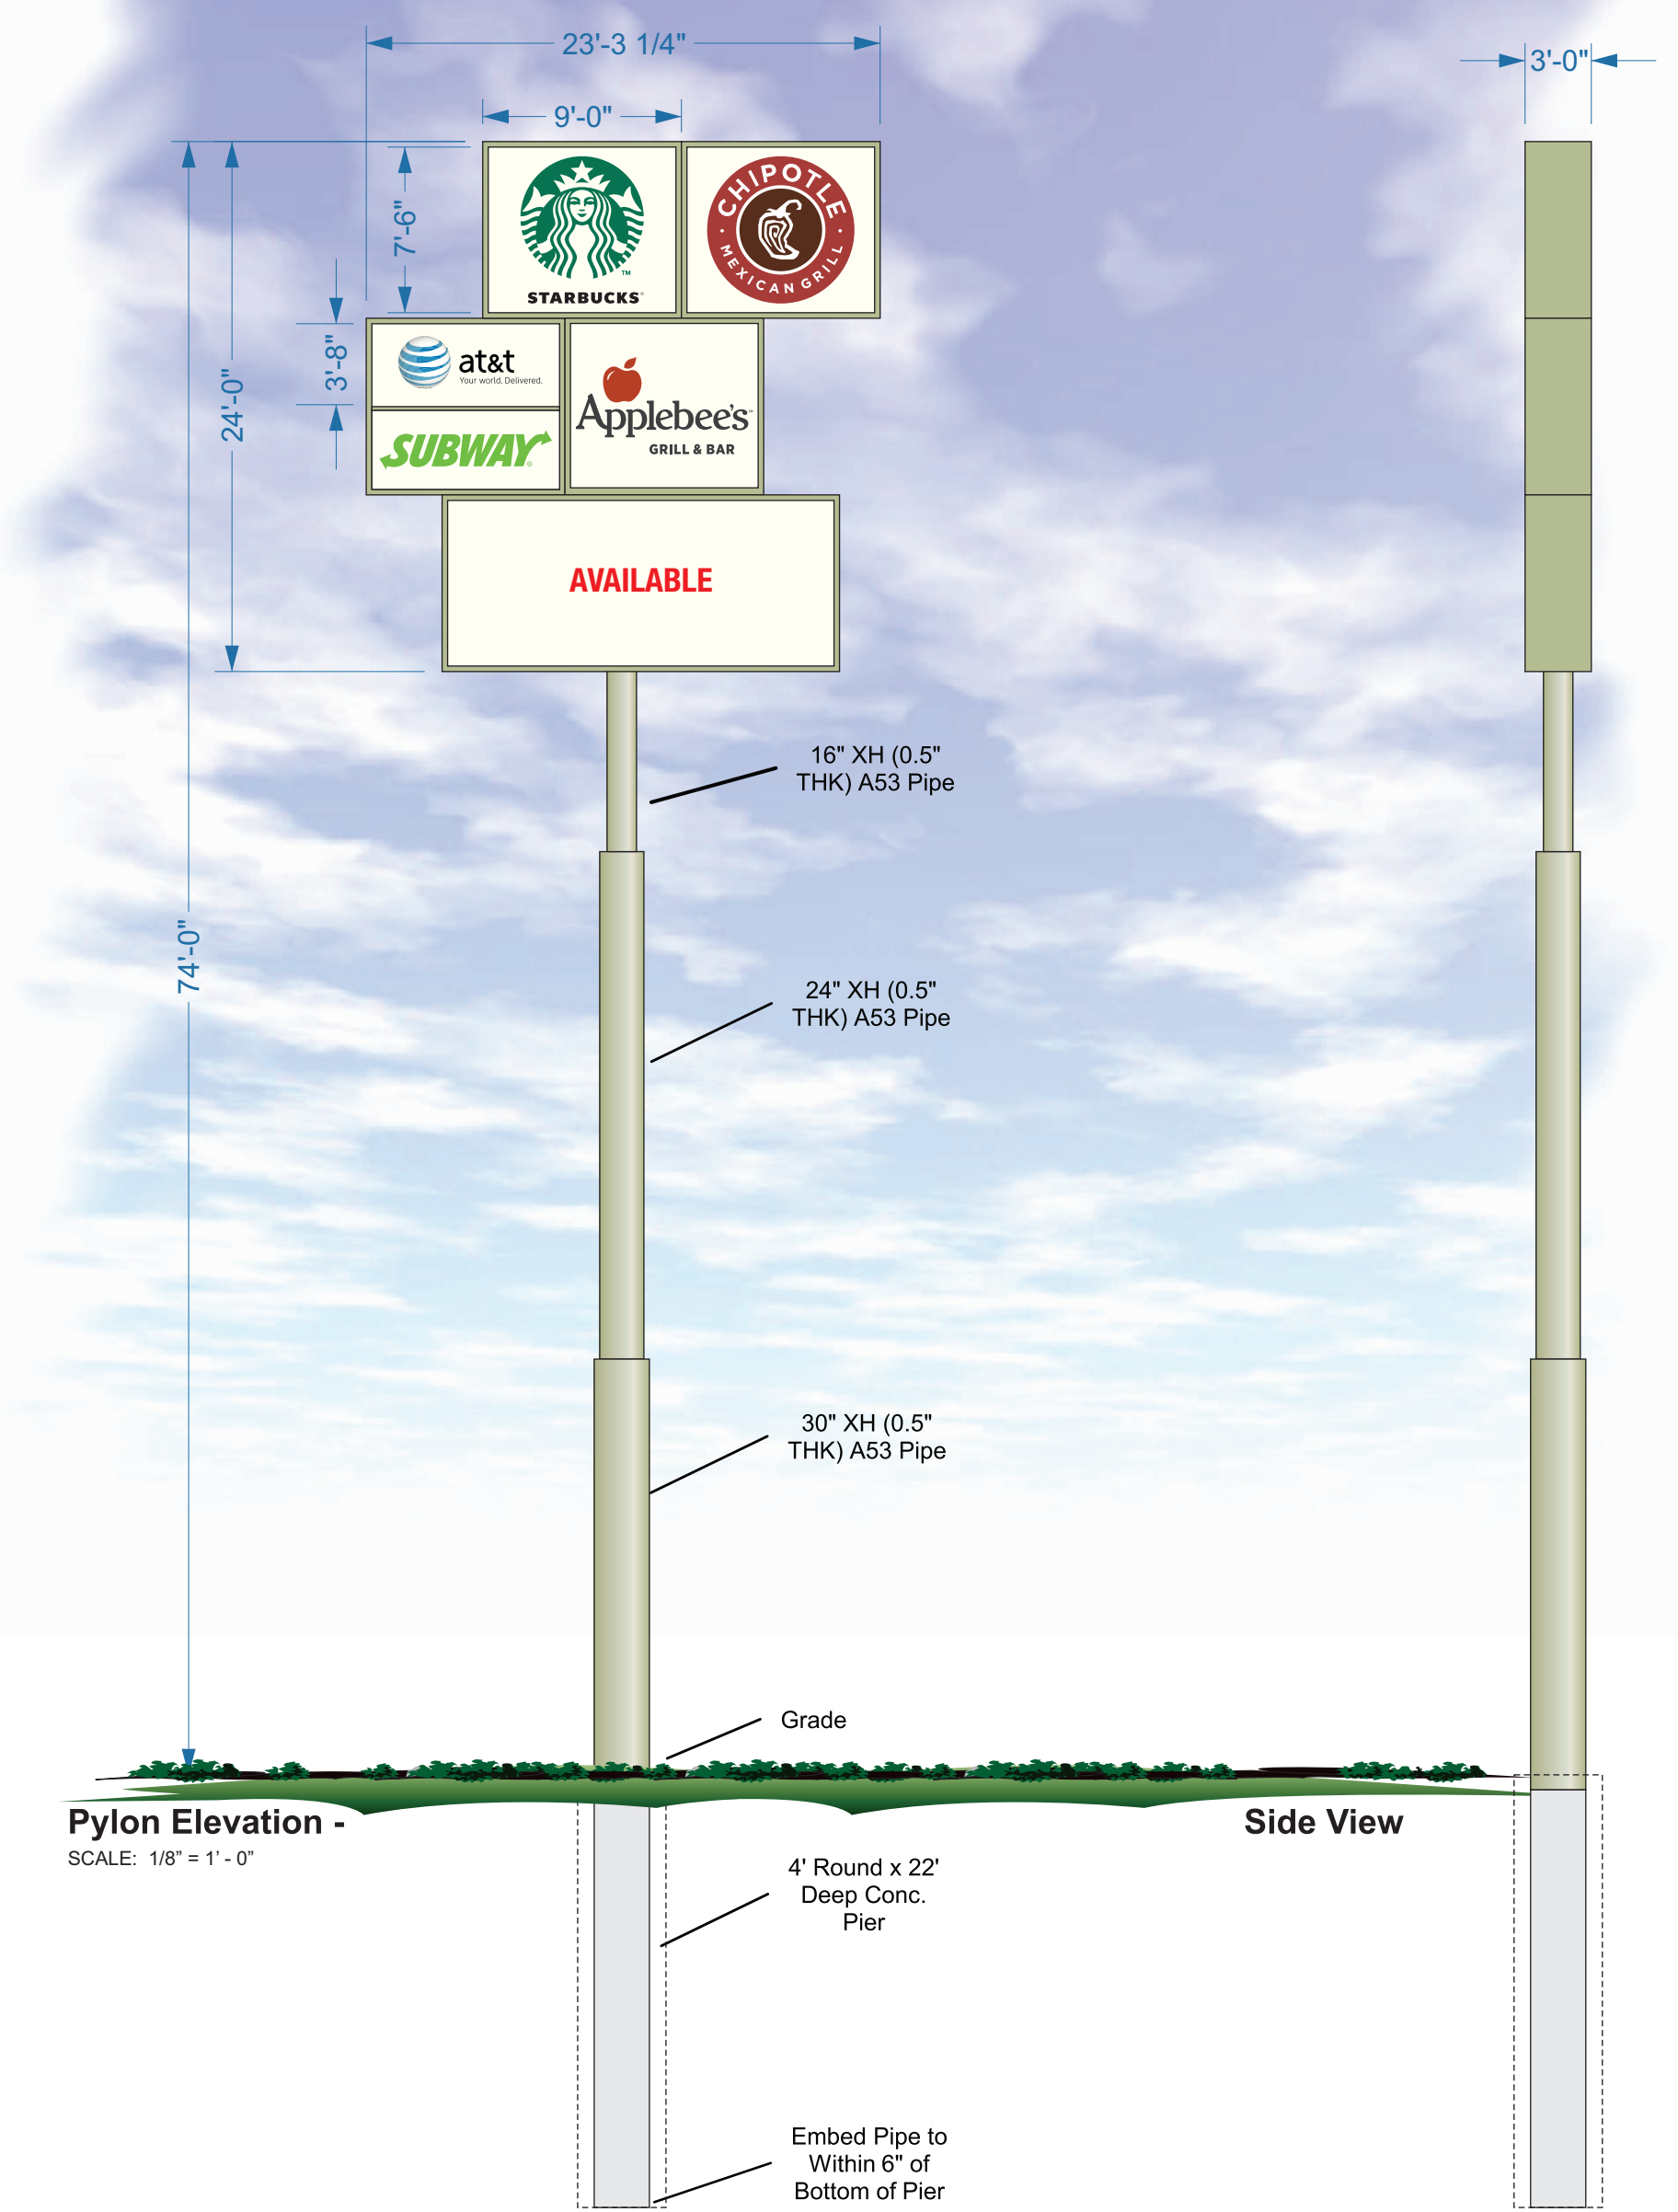 23'-3 1/4"
3'-0"
9'-0"
7'-6"
3'-8"
24'-0"
74'-0"
STARBUCKS
TM
CHIPOTLE
MEXICAN GRILL
at&t
Your world. Delivered.
SUBWAY®
Applebee's
GRILL & BAR
AVAILABLE
16" XH (0.5"
THK) A53 Pipe
24" XH (0.5"
THK) A53 Pipe
30" XH (0.5"
THK) A53 Pipe
Grade
Pylon Elevation -
SCALE: 1/8” = 1’ - 0”
Side View
4' Round x 22'
Deep Conc.
Pier
Embed Pipe to
Within 6" of
Bottom of Pier